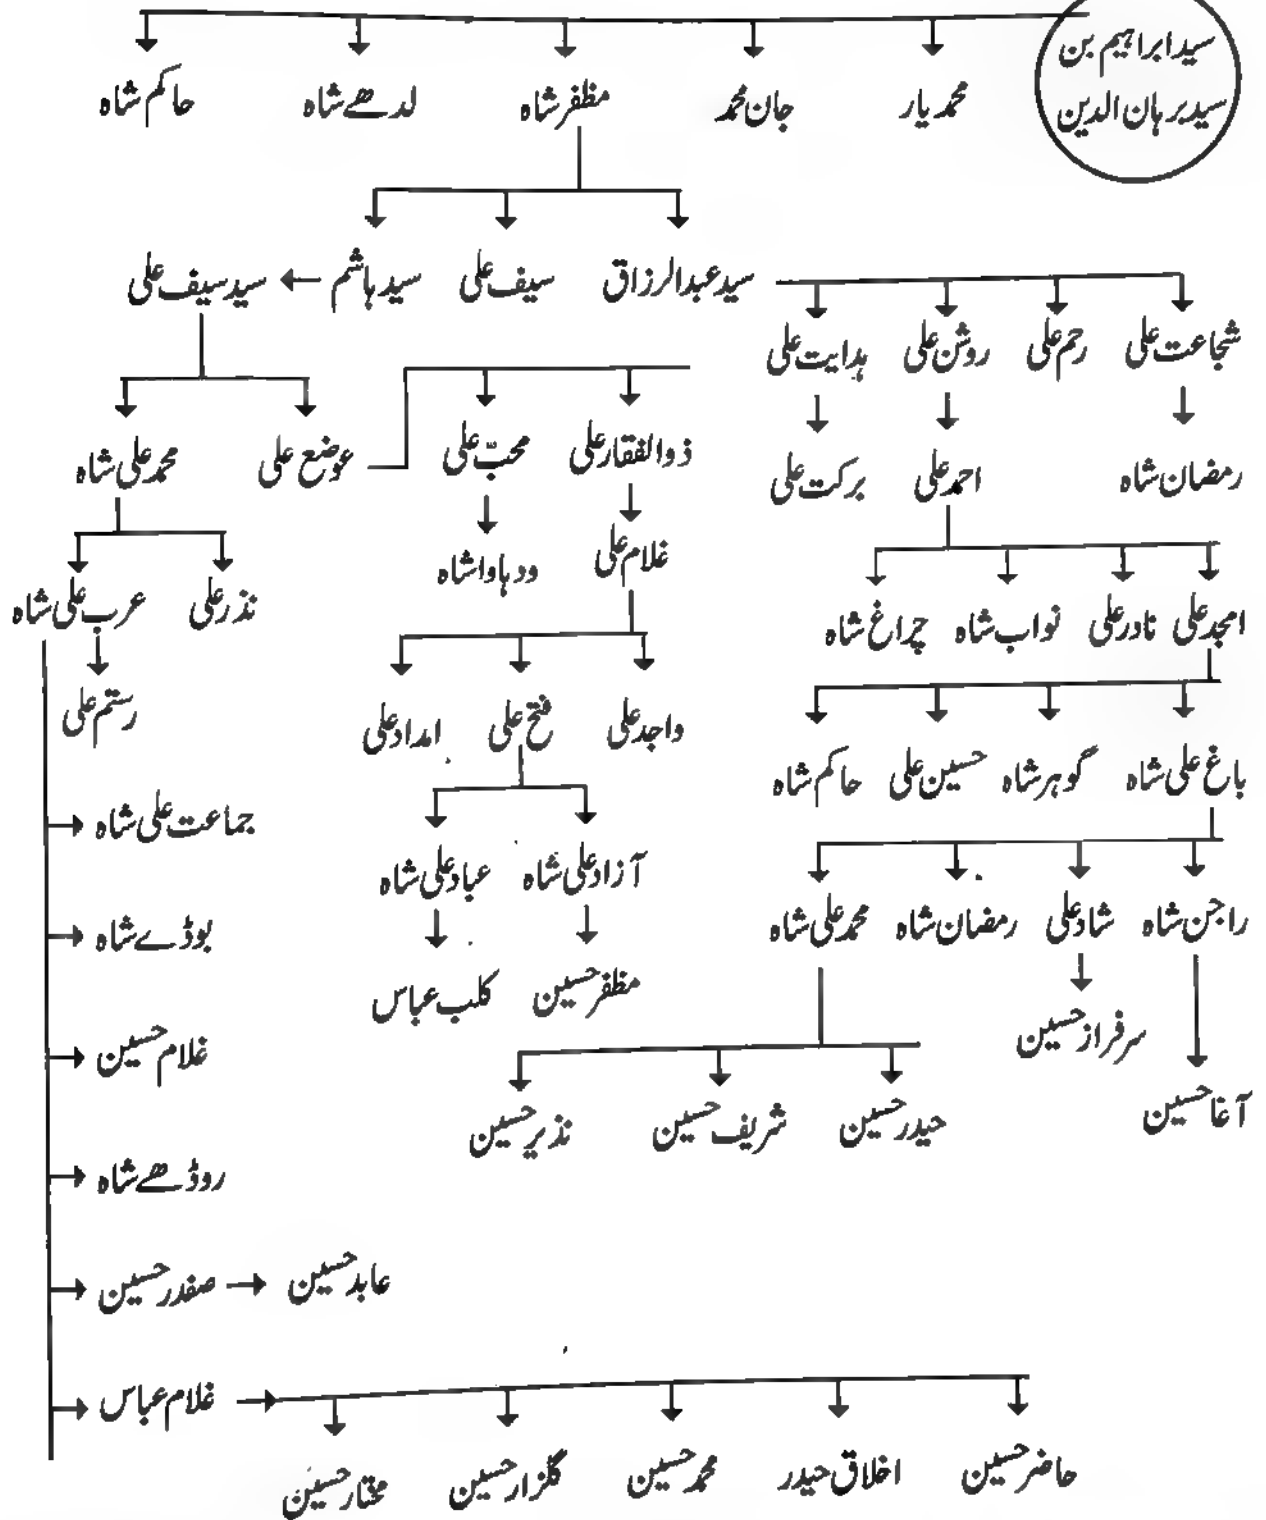 سید ابراہیم بن
سید برہان الدین
محمد یار جان محمد مظفر شاہ لدھے شاہ حاکم شاہ
سید عبدالرزاق سیف علی سید ہاشم سید سیف علی
شجاعت علی رحم علی روشن علی ہدایت علی
ذوالفقار علی محبّ علی عوضع علی محمد علی شاہ
رمضان شاہ احمد علی برکت علی
غلام علی ودہاوا شاہ
نذر علی عرب علی شاہ
امجد علی نادر علی نواب شاہ چراغ شاہ
واجد علی فتح علی امداد علی رستم علی
باغ علی شاہ گوہر شاہ حسین علی حاکم شاہ
جماعت علی شاہ
آزاد علی شاہ عباد علی شاہ
راجن شاہ شاد علی رمضان شاہ محمد علی شاہ
بوڈے شاہ
مظفر حسین کلب عباس
سرفراز حسین
غلام حسین
آغا حسین
حیدر حسین شریف حسین نذیر حسین
روڈھے شاہ
صفدر حسین عابد حسین
غلام عباس
حاضر حسین اخلاق حیدر محمد حسین گلزار حسین مختار حسین